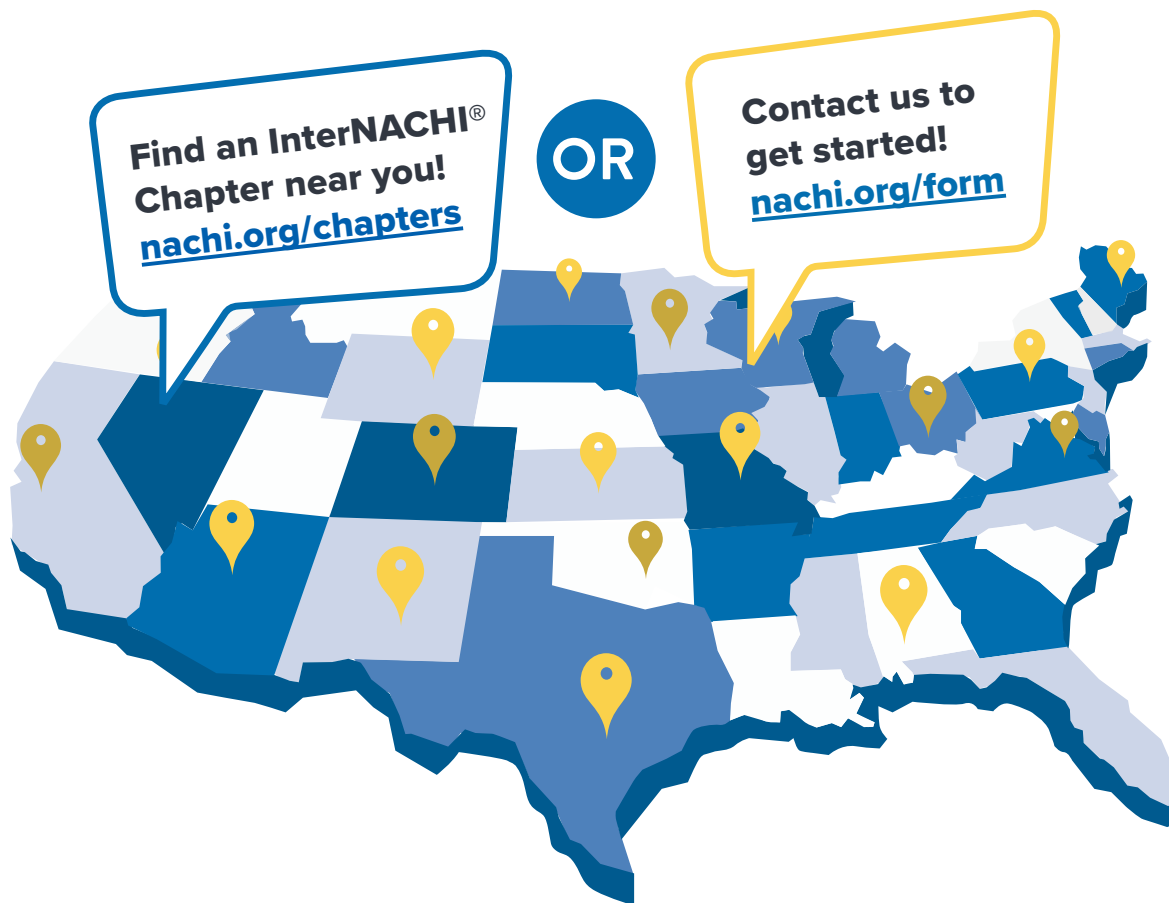 Find an InterNACHI®
Chapter near you!
nachi.org/chapters
OR
Contact us to
get started!
nachi.org/form